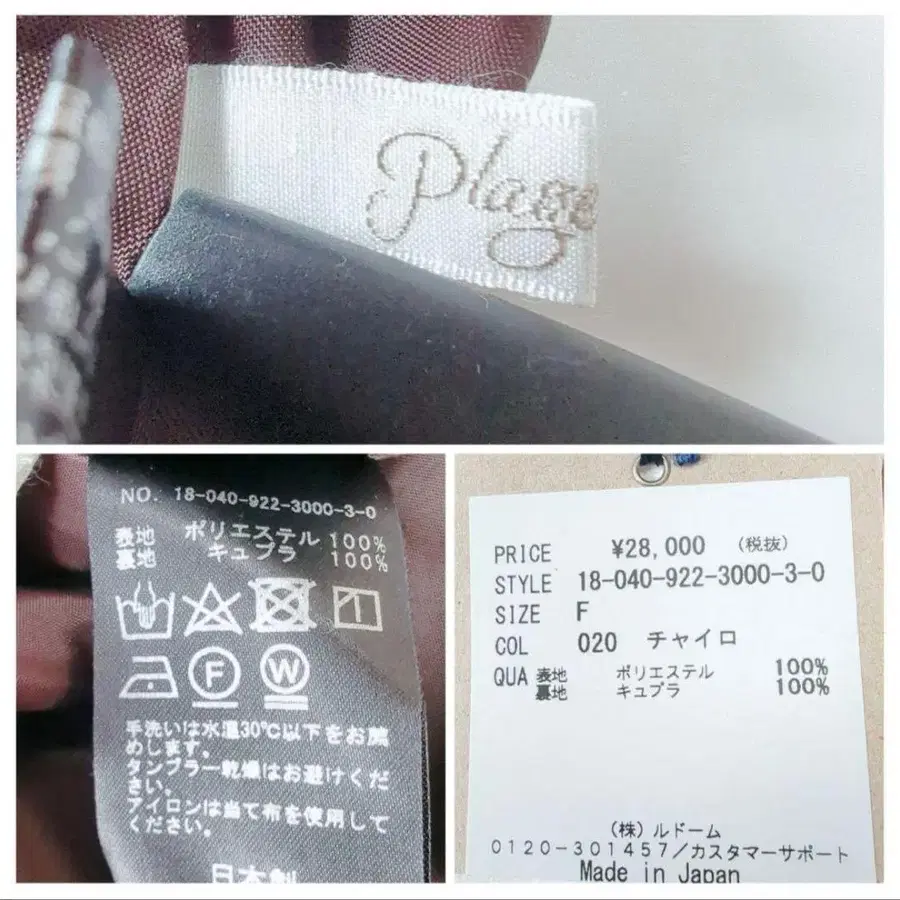 Plage
NO. 18-040-922-3000-3-0
表地 ポリエステル 100%
裏地 キュプラ 100%
F W
手洗いは水温30℃以下をお薦
めします。
タンブラー乾燥はお避けくだ
さい。
アイロンは当て布を使用して
ください。
日本製
PRICE ¥28,000 (税抜)
STYLE 18-040-922-3000-3-0
SIZE F
COL 020 チャイロ
QUA 表地 ポリエステル 100%
裏地 キュプラ 100%
(株)ルドーム
0120-301457/カスタマーサポート
Made in Japan